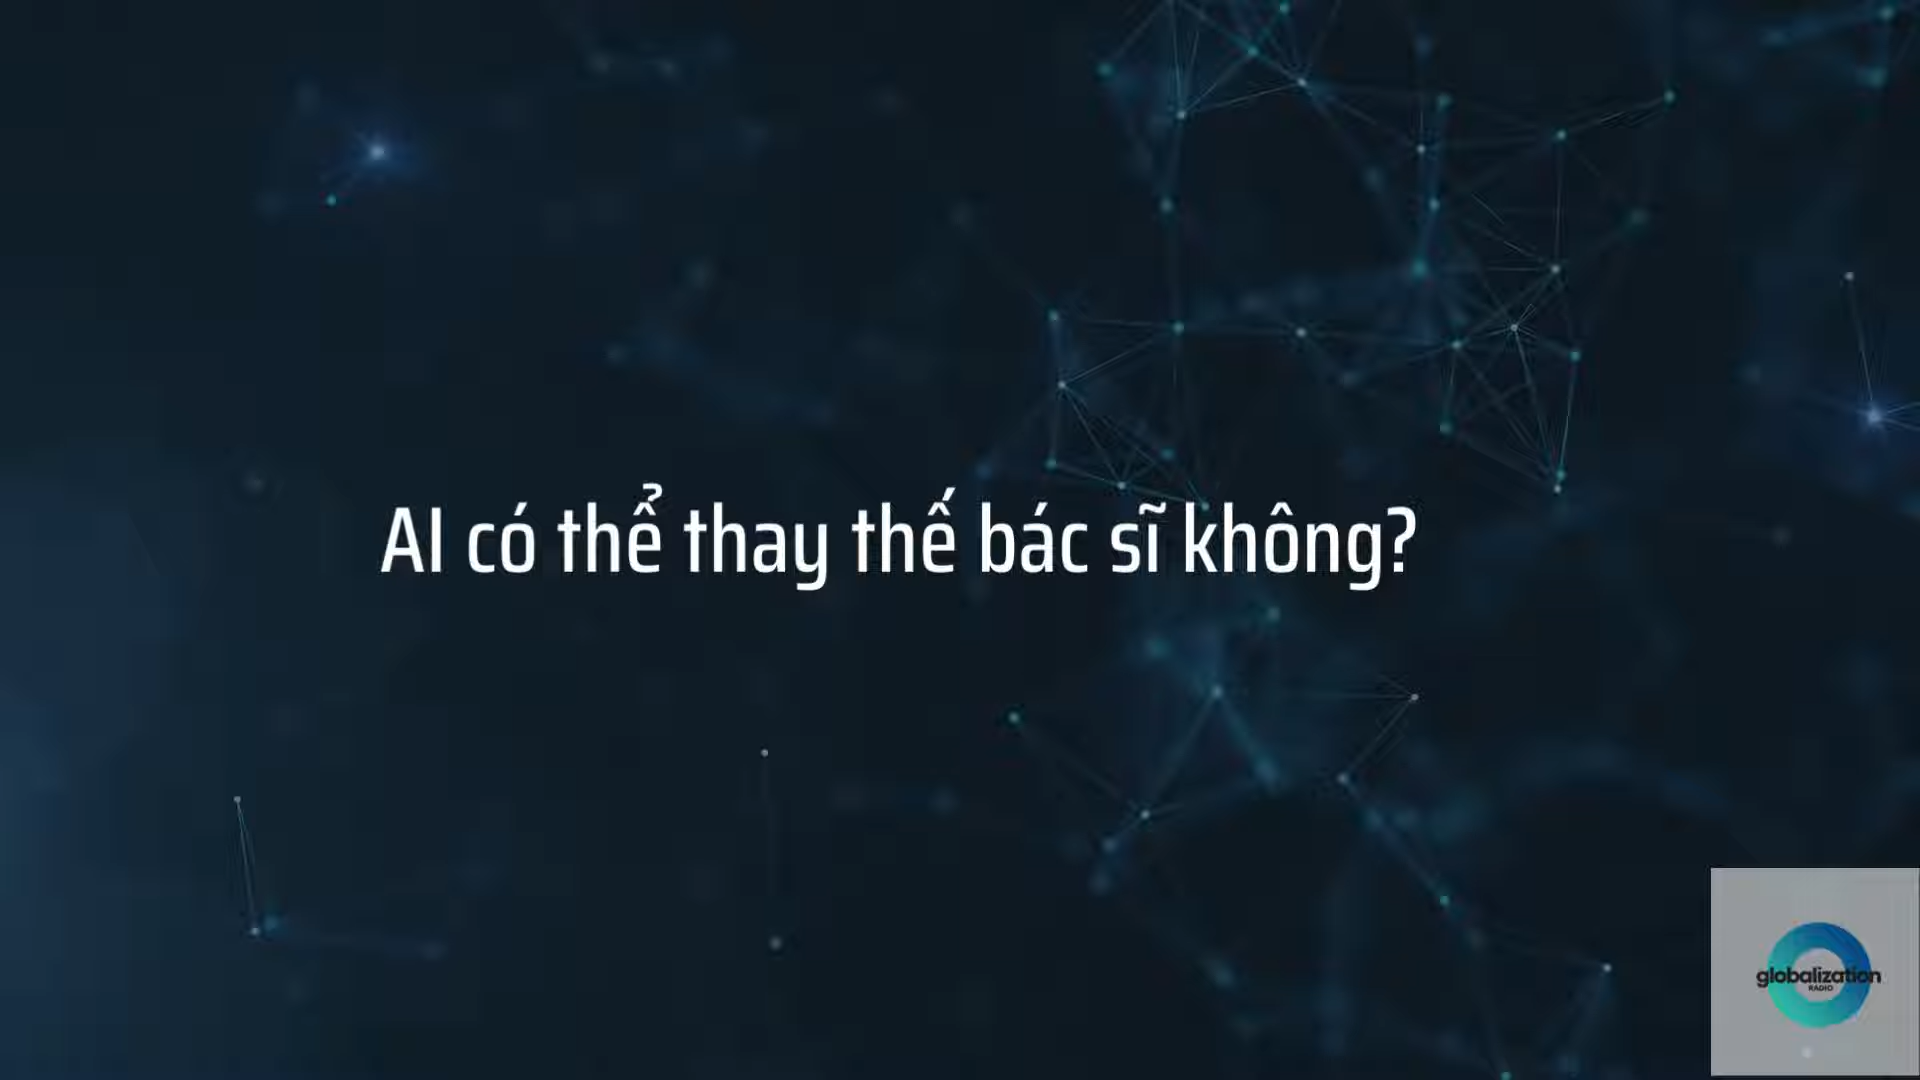 AI có thể thay thế bác sĩ không?
globalization
RADIO